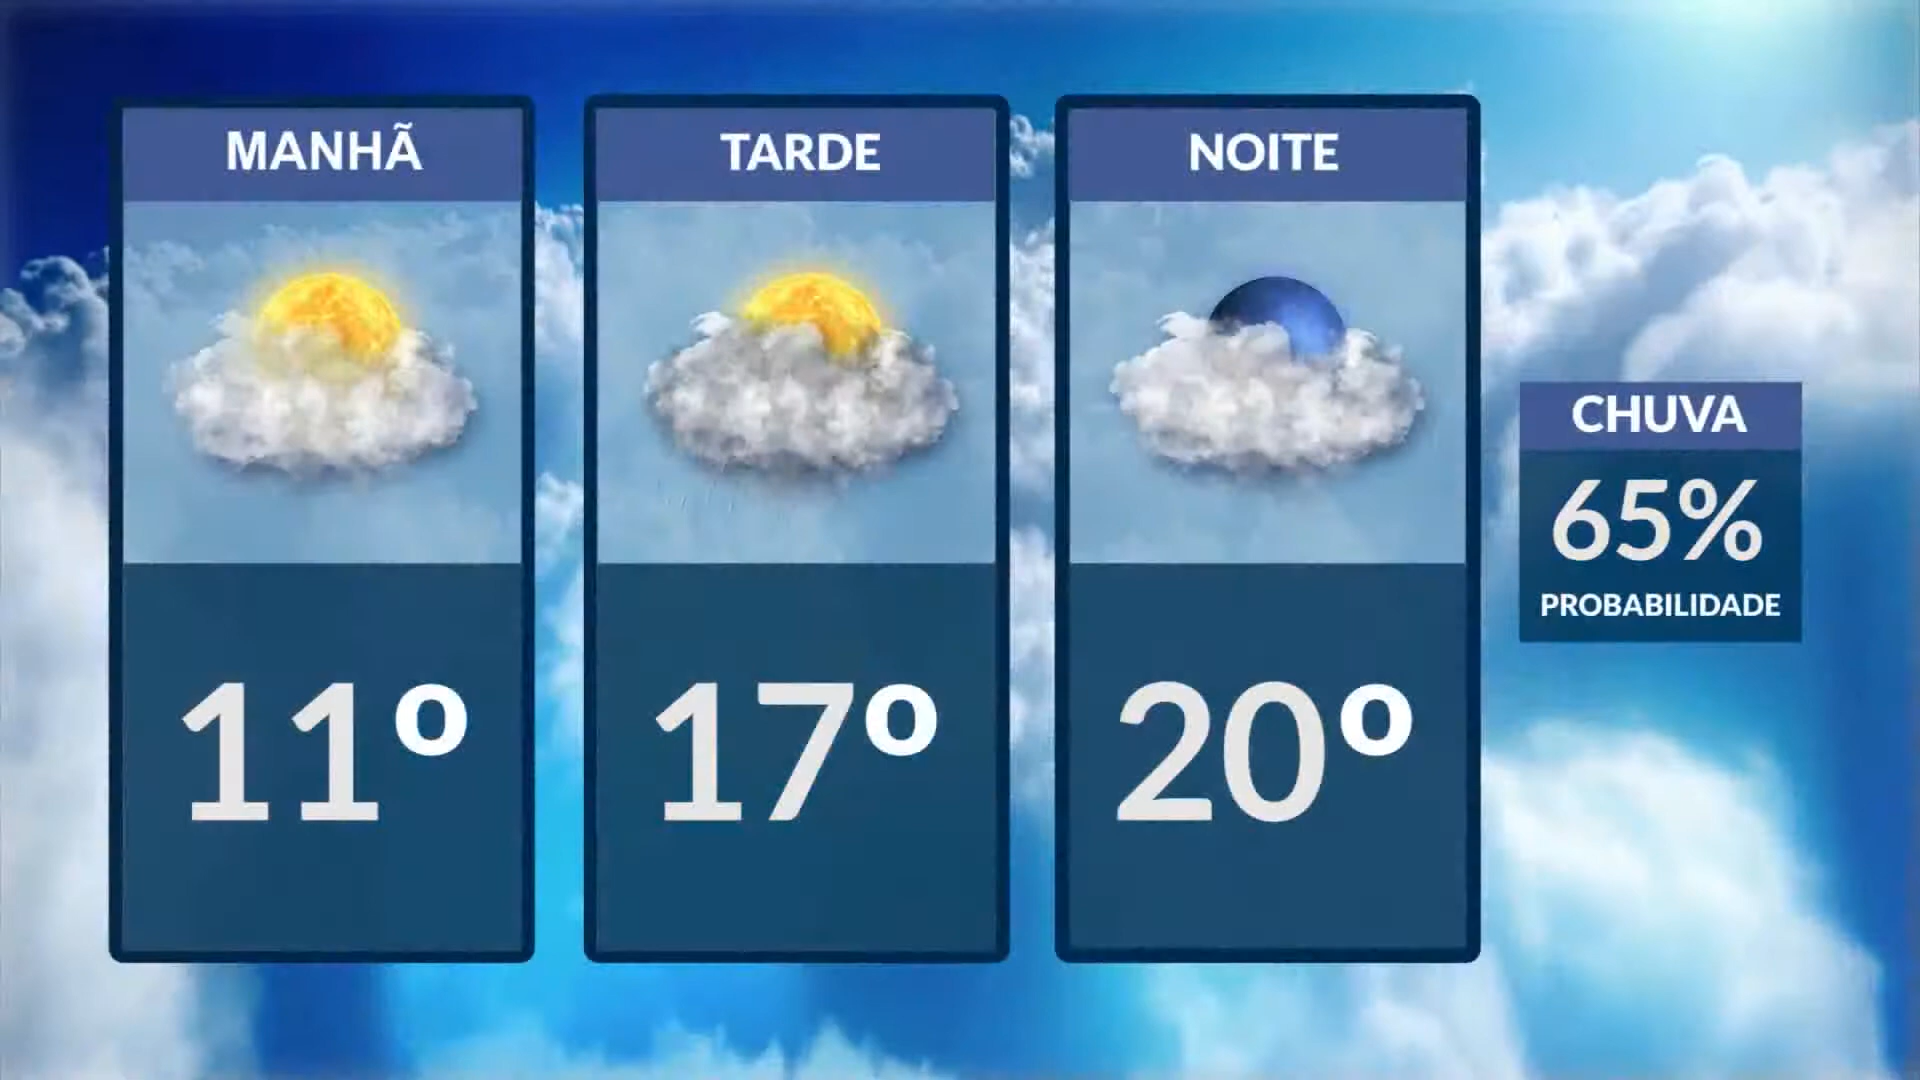 MANHÃ
TARDE
NOITE
11º
17º
20º
CHUVA
65%
PROBABILIDADE